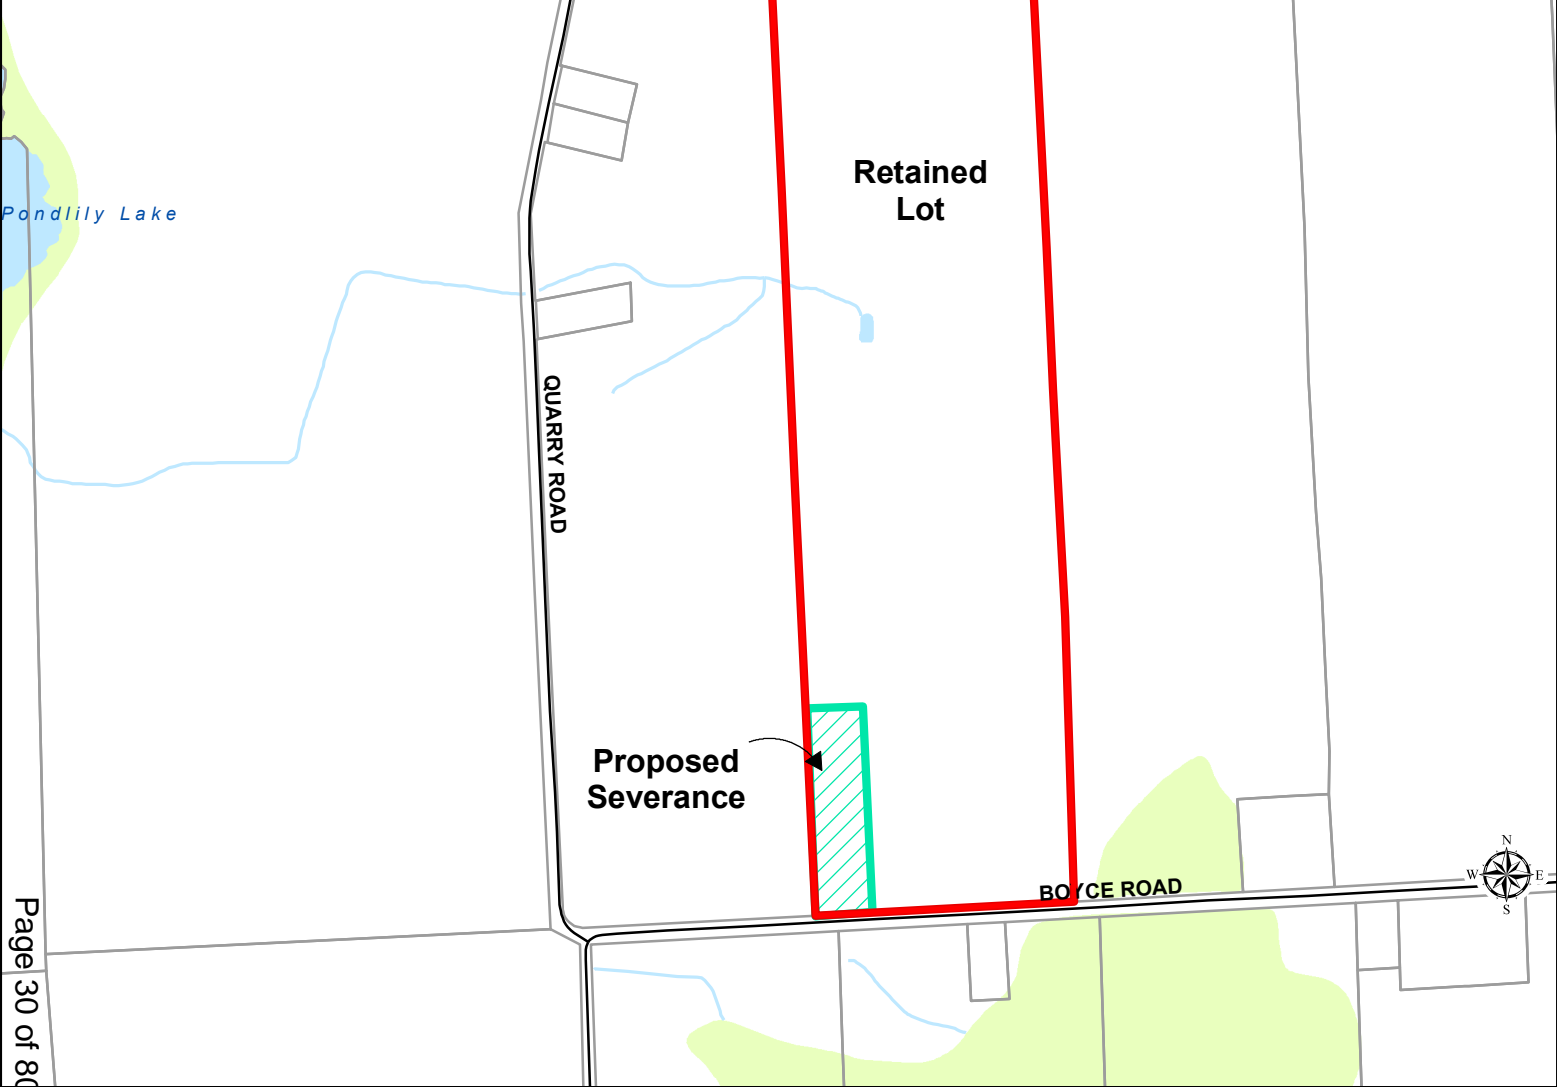 Retained
Lot
Pondlily Lake
QUARRY ROAD
Proposed
Severance
BOYCE ROAD
N
W E
S
Page 30 of 80